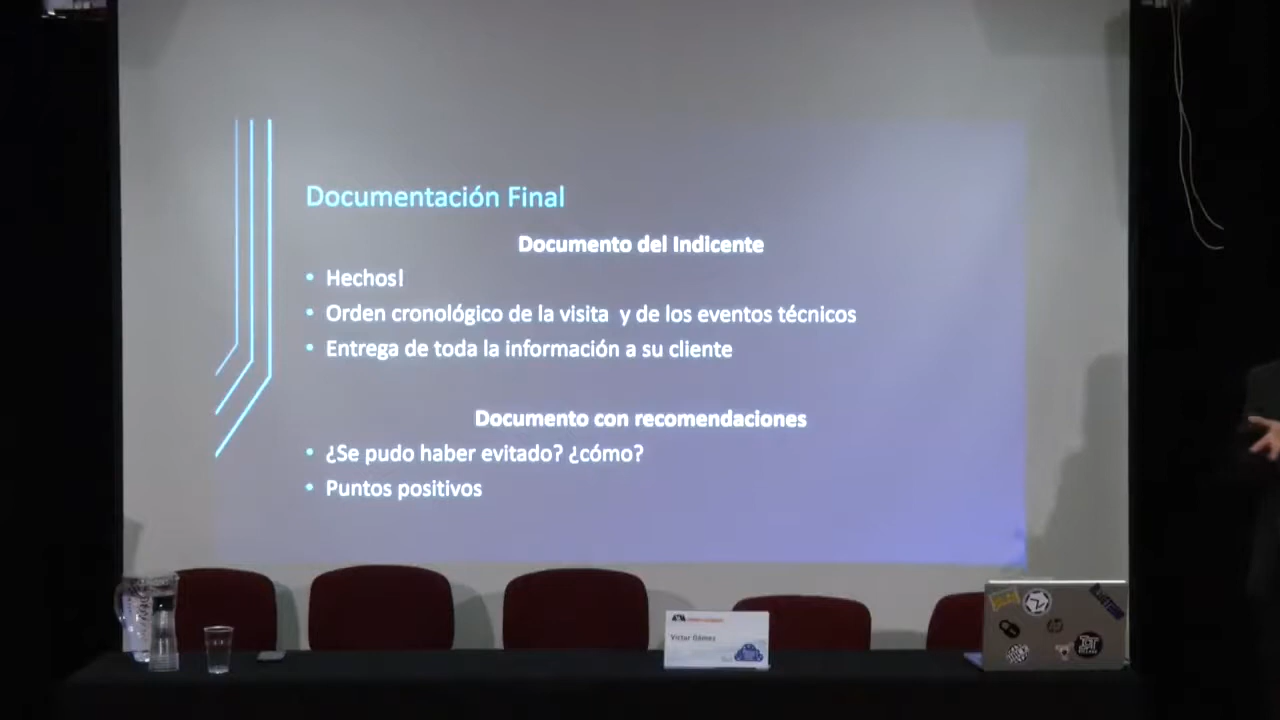 Documentación Final
Documento del Indicente
• Hechos!
• Orden cronológico de la visita y de los eventos técnicos
• Entrega de toda la información a su cliente
Documento con recomendaciones
• ¿Se pudo haber evitado? ¿cómo?
• Puntos positivos
Victor Gómez
hp